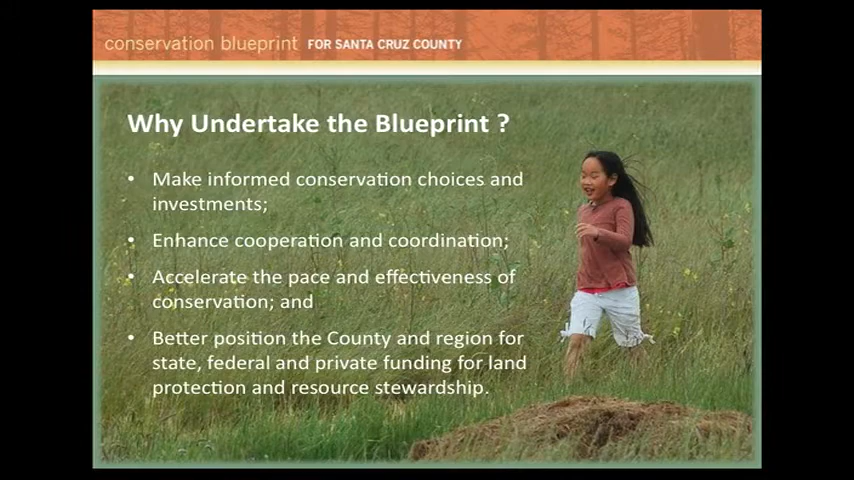 conservation blueprint FOR SANTA CRUZ COUNTY
Why Undertake the Blueprint ?
• Make informed conservation choices and
investments;
• Enhance cooperation and coordination;
• Accelerate the pace and effectiveness of
conservation; and
• Better position the County and region for
state, federal and private funding for land
protection and resource stewardship.